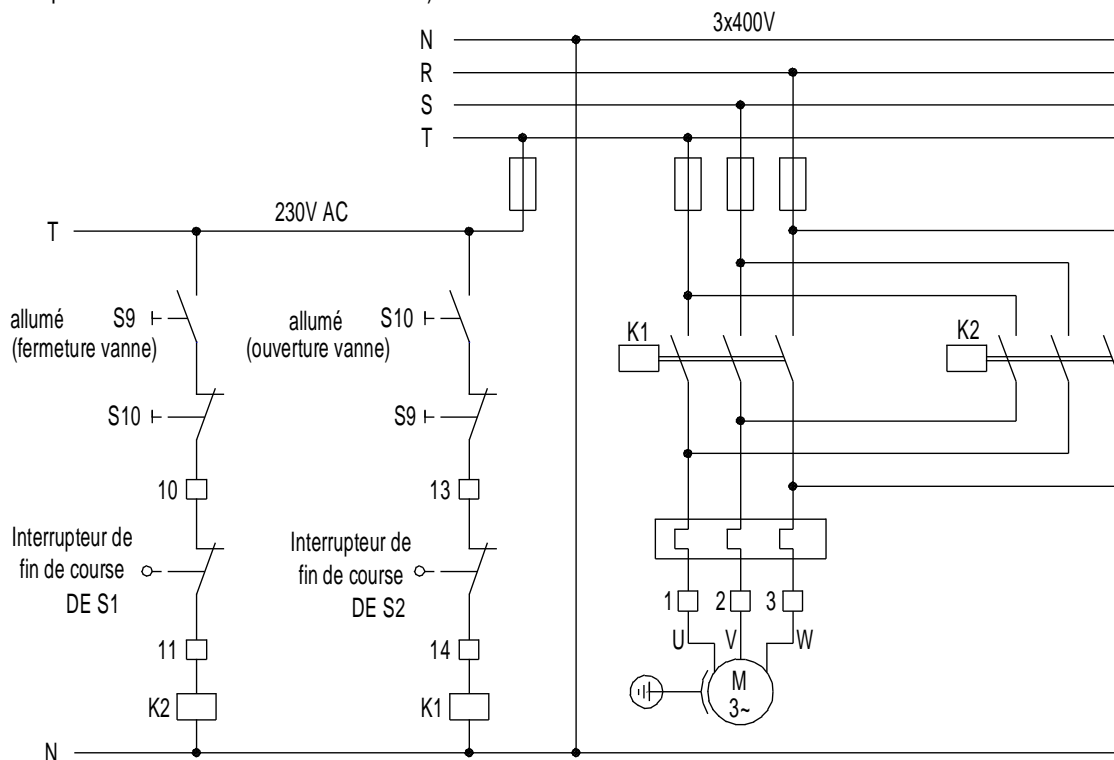 3x400V
N
R
S
T
T
230V AC
allumé
(fermeture vanne)
S9
allumé
(ouverture vanne)
S10
K1
K2
S10
S9
10
13
Interrupteur de
fin de course
DE S1
Interrupteur de
fin de course
DE S2
1
2
3
U
V
W
11
14
M
3~
K2
K1
N